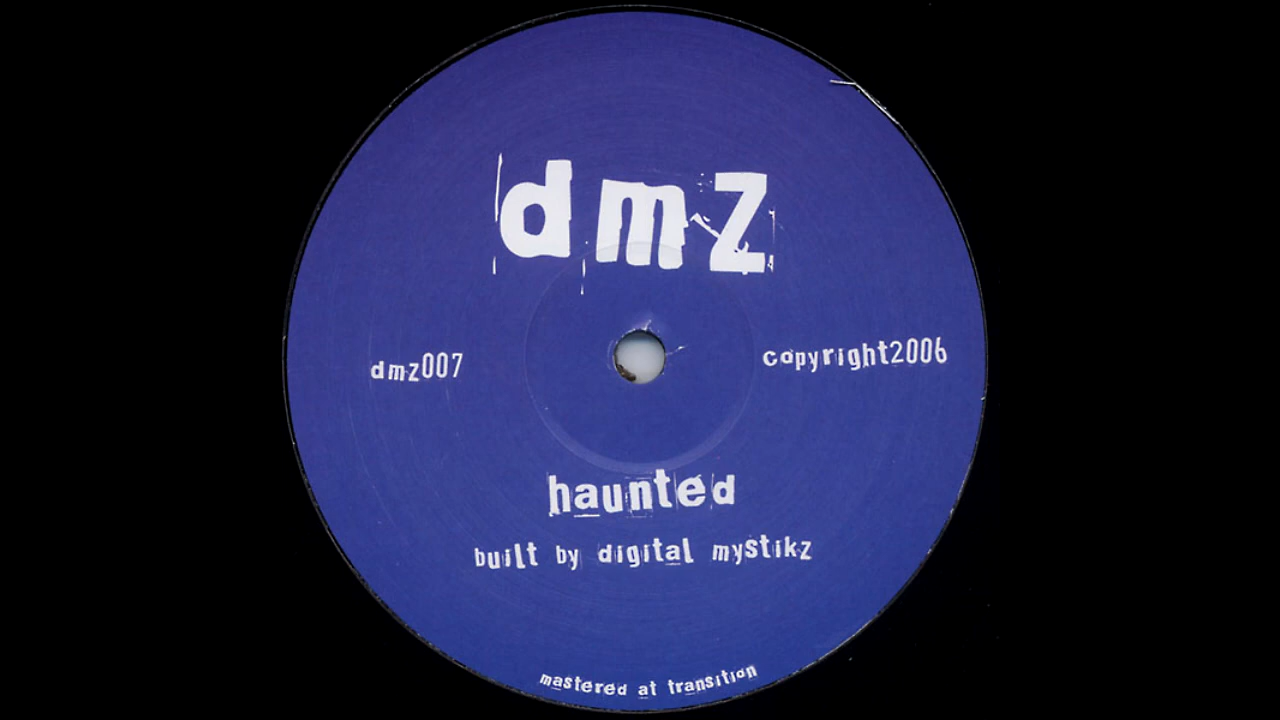 dmz
dmz007
copyright2006
haunted
built by digital mystikz
mastered at transition